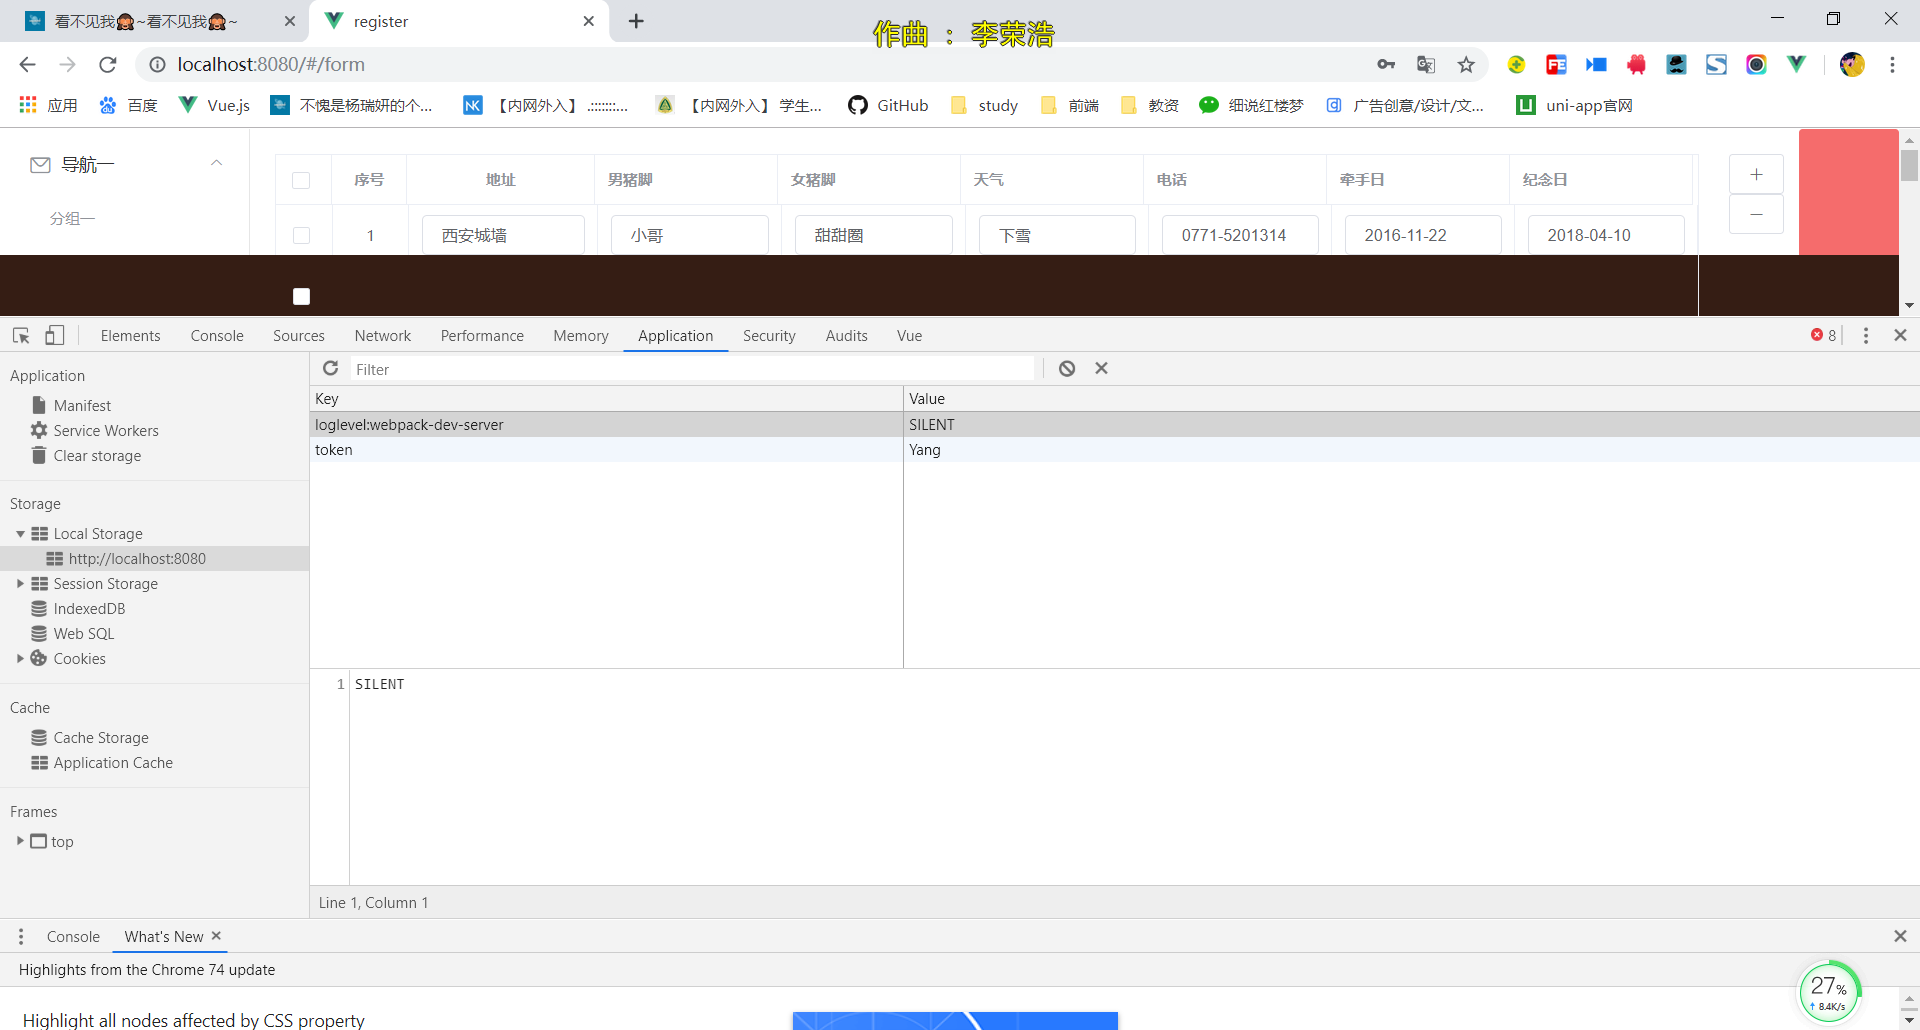 看不见我🙈~看不见我🙈~
register
作曲 : 李荣浩
localhost:8080/#/form
应用 百度 Vue.js 不愧是杨瑞妍的个... 【内网外入】.::::::::... 【内网外入】学生... GitHub study 前端 教资 细说红楼梦 广告创意/设计/文... uni-app官网
导航一
分组一
序号 地址 男猪脚 女猪脚 天气 电话 牵手日 纪念日
1 西安城墙 小哥 甜甜圈 下雪 0771-5201314 2016-11-22 2018-04-10
Elements Console Sources Network Performance Memory Application Security Audits Vue 8
Application
Manifest
Service Workers
Clear storage
Storage
Local Storage
http://localhost:8080
Session Storage
IndexedDB
Web SQL
Cookies
Cache
Cache Storage
Application Cache
Frames
top
Filter
Key Value
loglevel:webpack-dev-server SILENT
token Yang
1 SILENT
Line 1, Column 1
Console What's New
Highlights from the Chrome 74 update
Highlight all nodes affected by CSS property
27%
8.4K/s